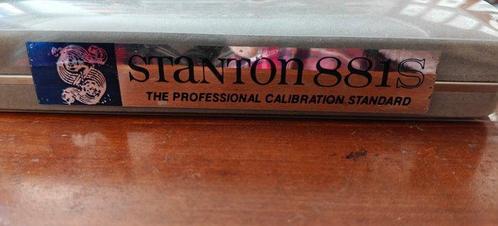 STANTON 881S
THE PROFESSIONAL CALIBRATION STANDARD